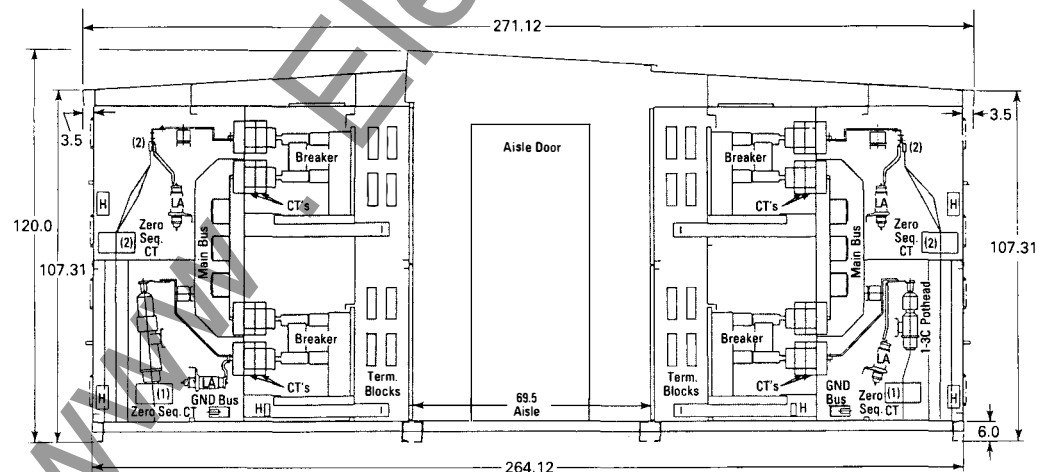 271.12
3.5
3.5
120.0
107.31
107.31
(2)
Breaker
LA
H
CT's
Zero
Seq.
CT
(2)
Main Bus
Breaker
LA
(1)
GND Bus
Zero Seq. CT
CT's
H
H
Term.
Blocks
Aisle Door
69.5
Aisle
Breaker
(2)
LA
H
CT's
Zero
Seq.
CT
(2)
Main Bus
Breaker
1-3C Pothead
LA
CT's
GND
Bus
Zero
Seq.
CT
(1)
H
H
Term.
Blocks
6.0
264.12
www. Ele